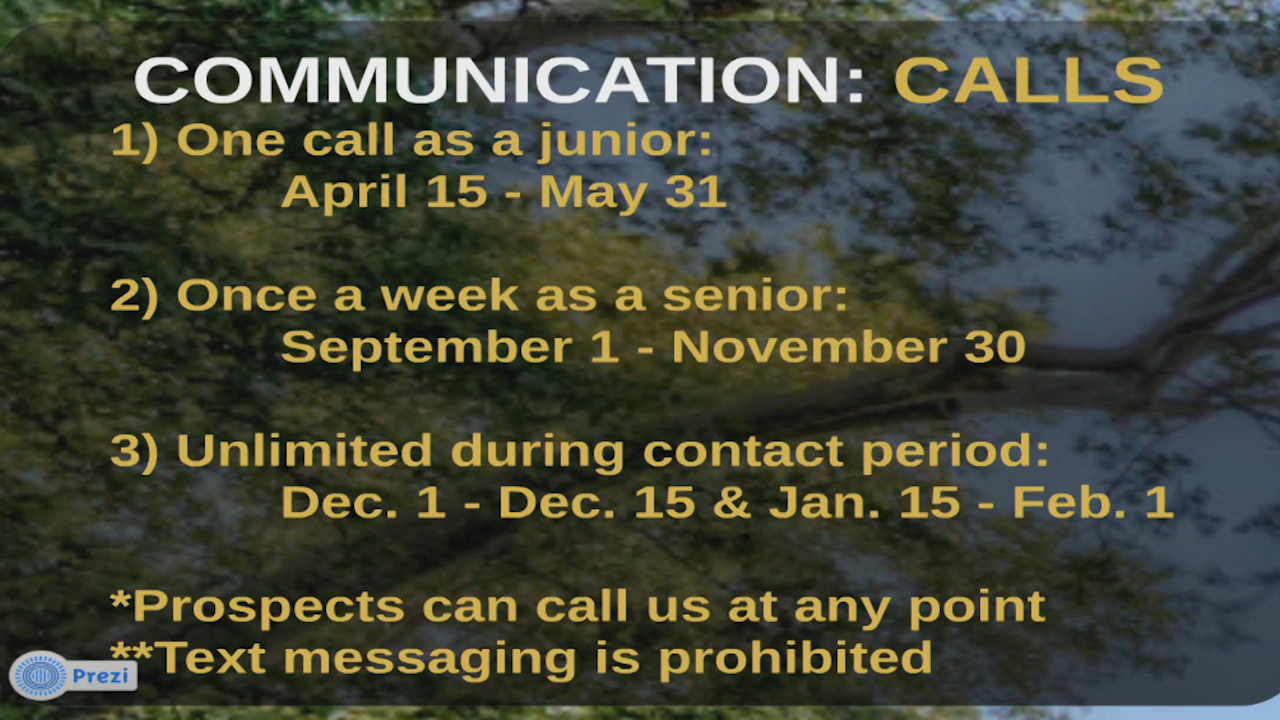 COMMUNICATION: CALLS
1) One call as a junior:
April 15 - May 31
2) Once a week as a senior:
September 1 - November 30
3) Unlimited during contact period:
Dec. 1 - Dec. 15 & Jan. 15 - Feb. 1
*Prospects can call us at any point
**Text messaging is prohibited
Prezi